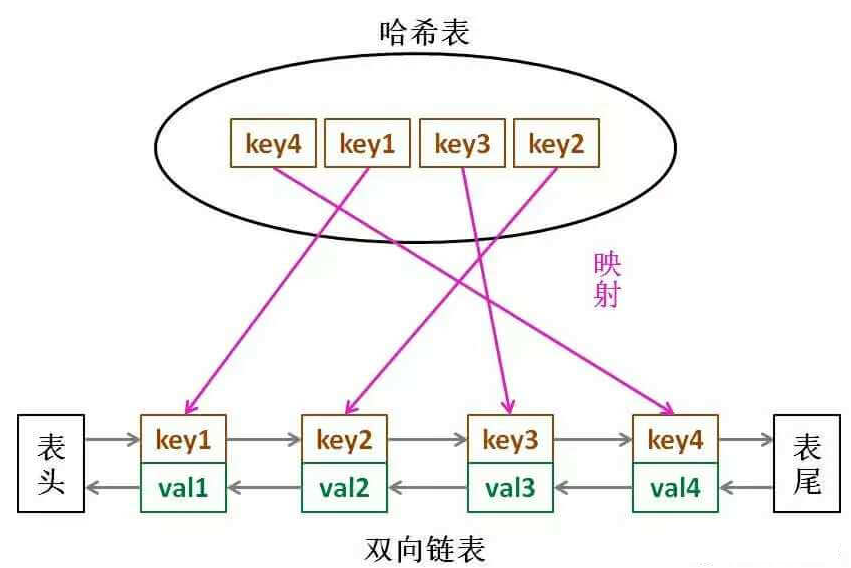 哈希表
key4 key1 key3 key2
映
射
表
头
key1 key2 key3 key4
val1 val2 val3 val4
表
尾
双向链表